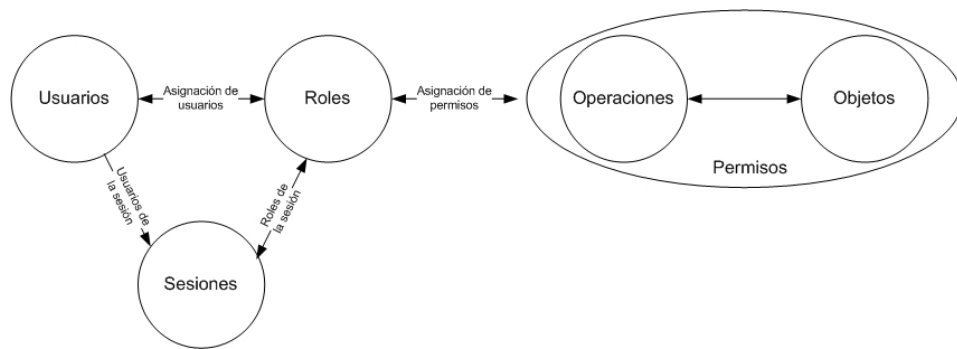 Usuarios
Asignación de
usuarios
Roles
Asignación de
permisos
Operaciones
Objetos
Permisos
Usuarios de
la sesión
Roles de
la sesión
Sesiones